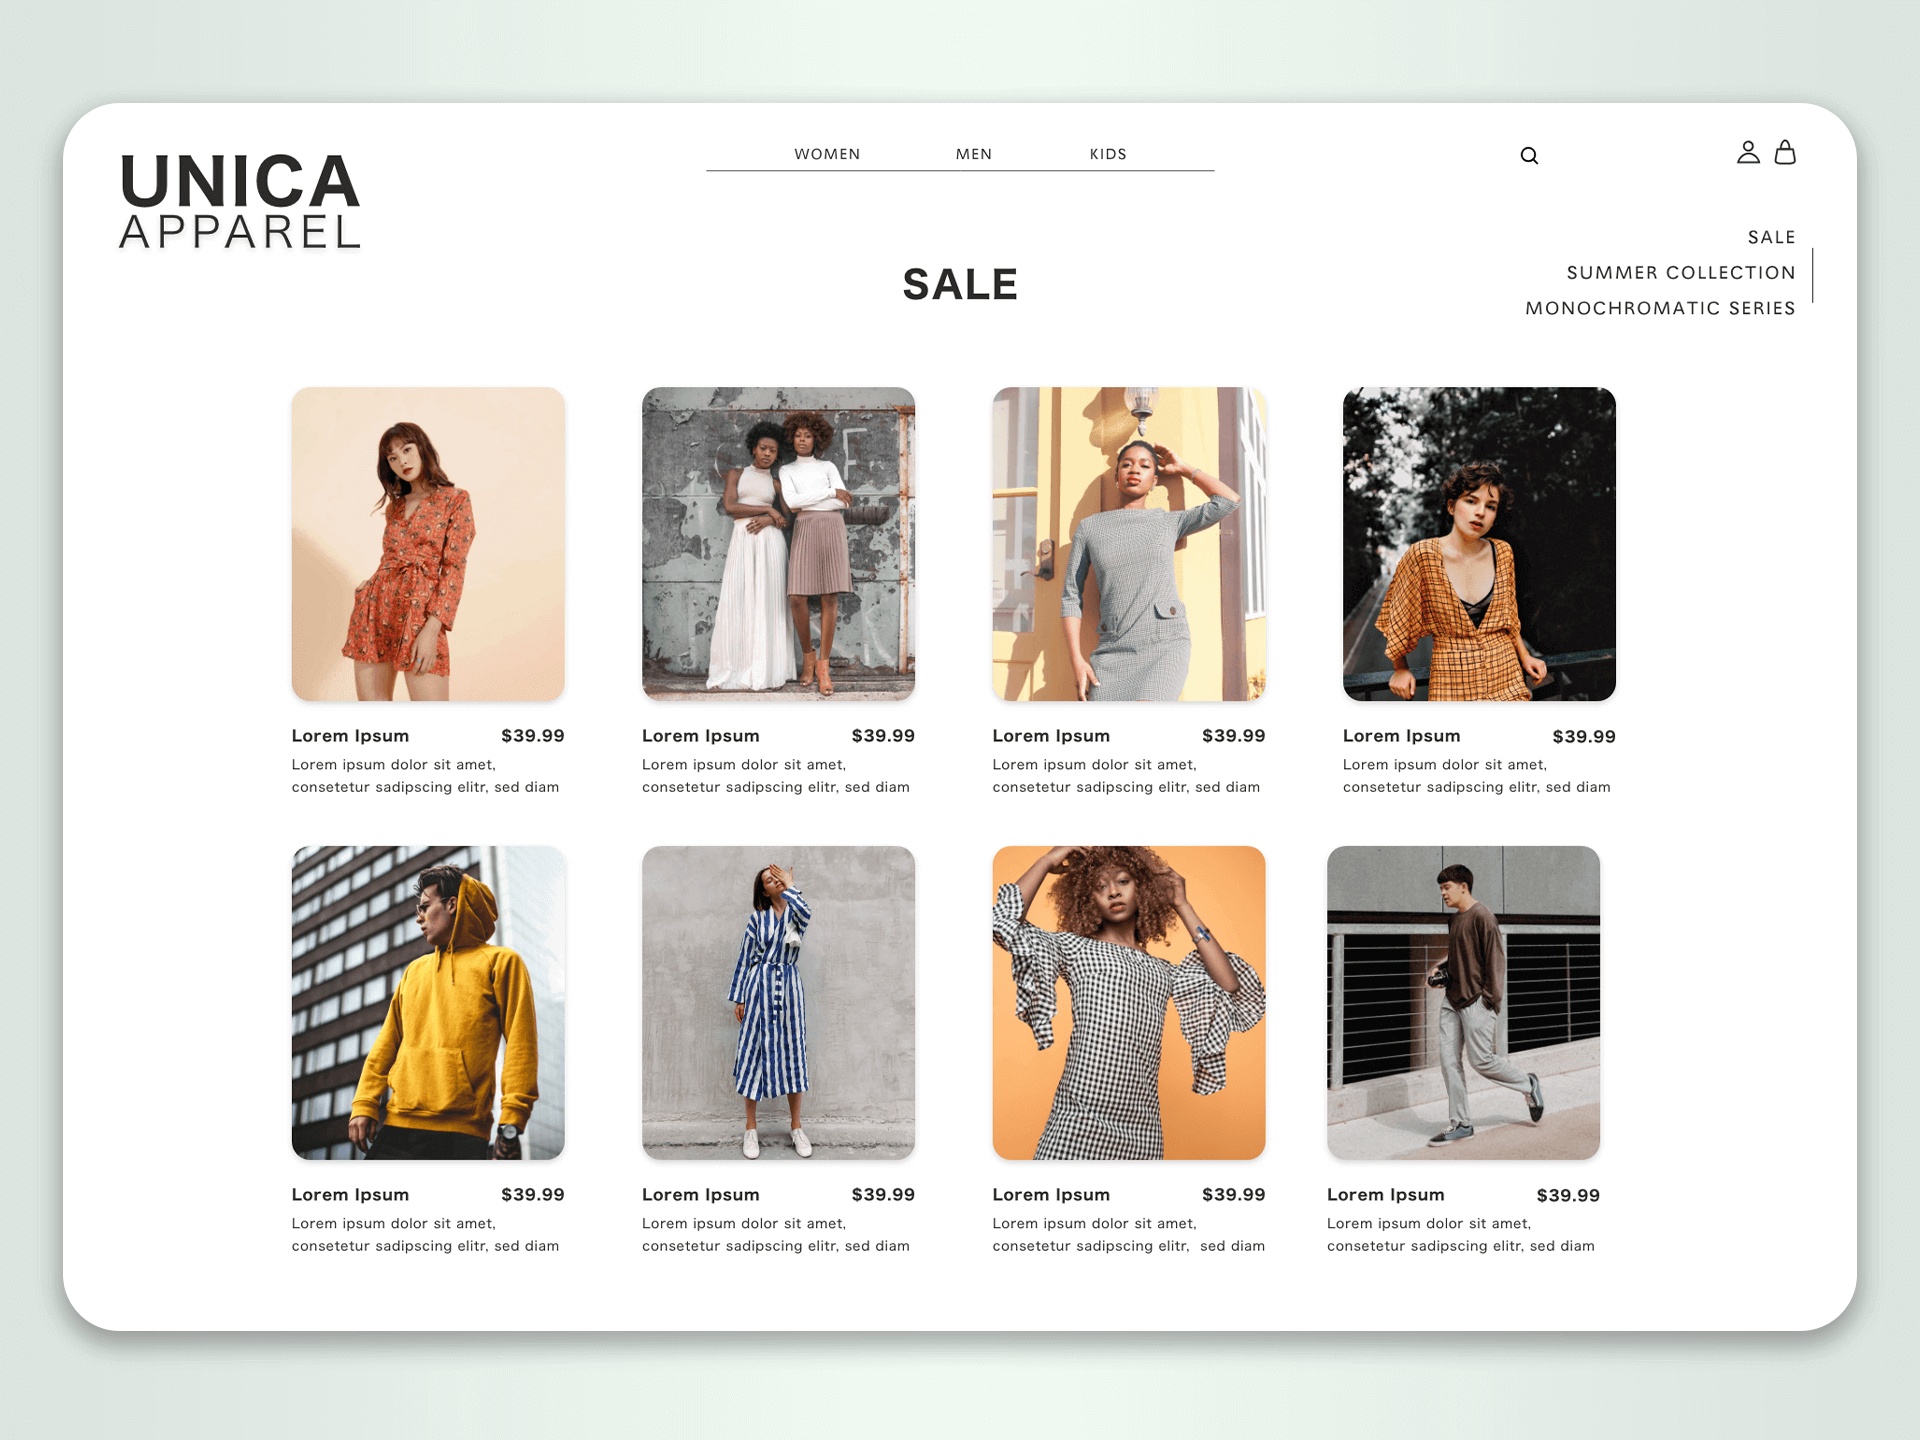 UNICA
APPAREL
WOMEN MEN KIDS
SALE
SUMMER COLLECTION
MONOCHROMATIC SERIES
SALE
Lorem Ipsum $39.99
Lorem ipsum dolor sit amet,
consetetur sadipscing elitr, sed diam
Lorem Ipsum $39.99
Lorem ipsum dolor sit amet,
consetetur sadipscing elitr, sed diam
Lorem Ipsum $39.99
Lorem ipsum dolor sit amet,
consetetur sadipscing elitr, sed diam
Lorem Ipsum $39.99
Lorem ipsum dolor sit amet,
consetetur sadipscing elitr, sed diam
Lorem Ipsum $39.99
Lorem ipsum dolor sit amet,
consetetur sadipscing elitr, sed diam
Lorem Ipsum $39.99
Lorem ipsum dolor sit amet,
consetetur sadipscing elitr, sed diam
Lorem Ipsum $39.99
Lorem ipsum dolor sit amet,
consetetur sadipscing elitr, sed diam
Lorem Ipsum $39.99
Lorem ipsum dolor sit amet,
consetetur sadipscing elitr, sed diam